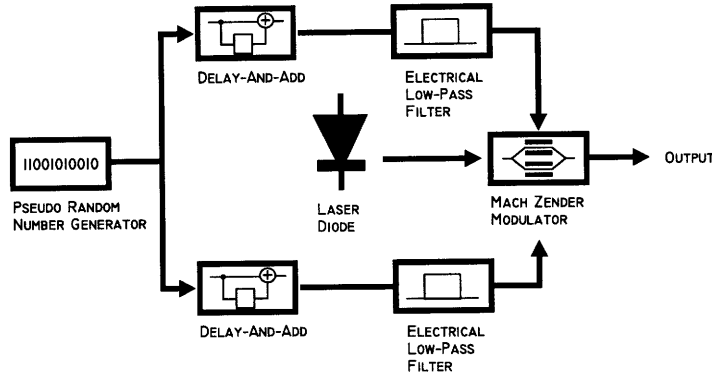 DELAY-AND-ADD
ELECTRICAL
LOW-PASS
FILTER
11001010010
PSEUDO RANDOM
NUMBER GENERATOR
LASER
DIODE
MACH ZENDER
MODULATOR
OUTPUT
DELAY-AND-ADD
ELECTRICAL
LOW-PASS
FILTER